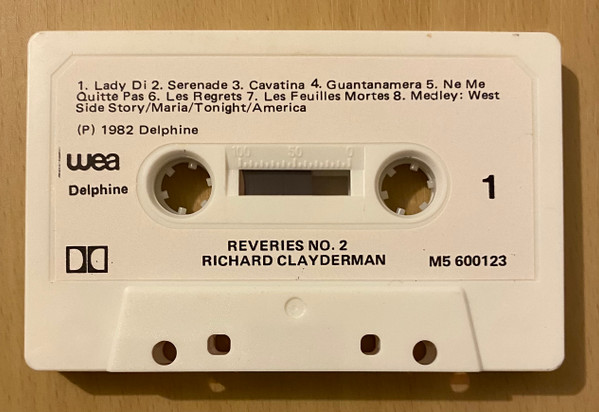 1. Lady Di 2. Serenade 3. Cavatina 4. Guantanamera 5. Ne Me
Quitte Pas 6. Les Regrets 7. Les Feuilles Mortes 8. Medley: West
Side Story/Maria/Tonight/America
(P) 1982 Delphine
100 50 0
wea
Delphine
1
REVERIES NO. 2
RICHARD CLAYDERMAN
M5 600123